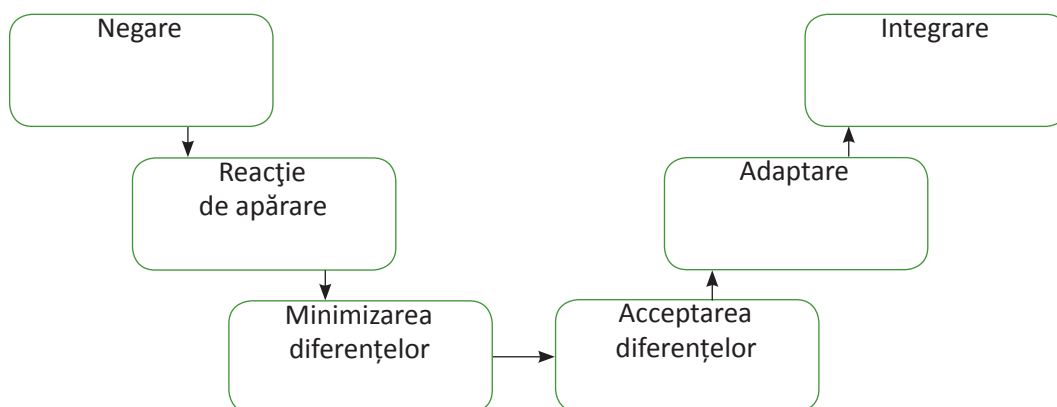 Negare
Integrare
Reacţie
de apărare
Adaptare
Minimizarea
diferențelor
Acceptarea
diferențelor